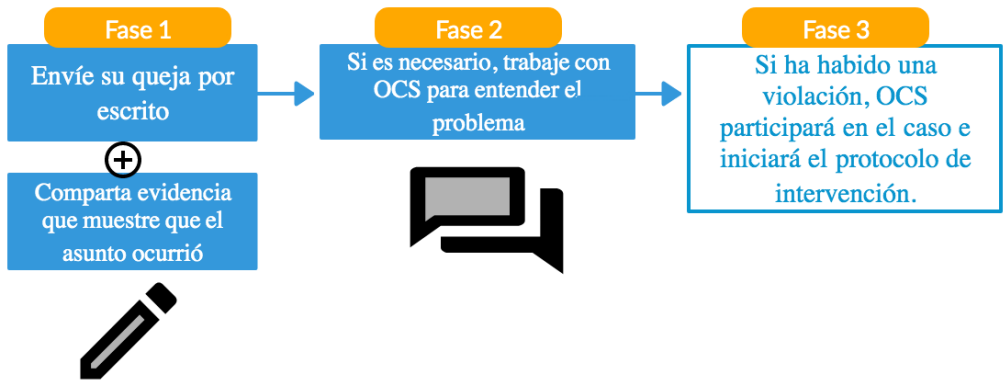 Fase 1
Envíe su queja por
escrito
Comparta evidencia
que muestre que el
asunto ocurrió
Fase 2
Si es necesario, trabaje con
OCS para entender el
problema
Fase 3
Si ha habido una
violación, OCS
participará en el caso e
iniciará el protocolo de
intervención.